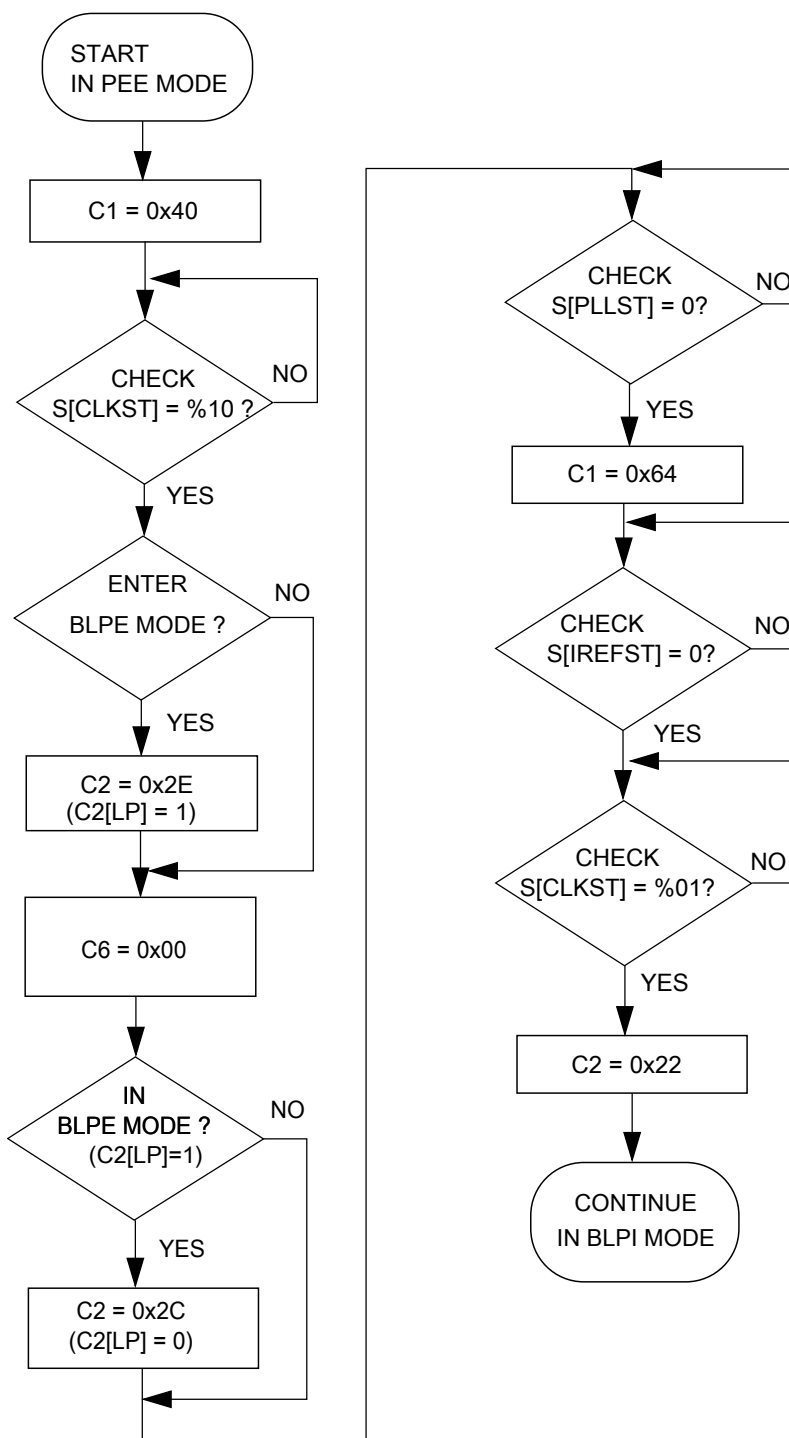 START
IN PEE MODE
C1 = 0x40
CHECK
S[CLKST] = %10 ?
NO
YES
ENTER
BLPE MODE ?
NO
YES
C2 = 0x2E
(C2[LP] = 1)
C6 = 0x00
IN
BLPE MODE ?
(C2[LP]=1)
NO
YES
C2 = 0x2C
(C2[LP] = 0)
CHECK
S[PLLST] = 0?
NO
YES
C1 = 0x64
CHECK
S[IREFST] = 0?
NO
YES
CHECK
S[CLKST] = %01?
NO
YES
C2 = 0x22
CONTINUE
IN BLPI MODE